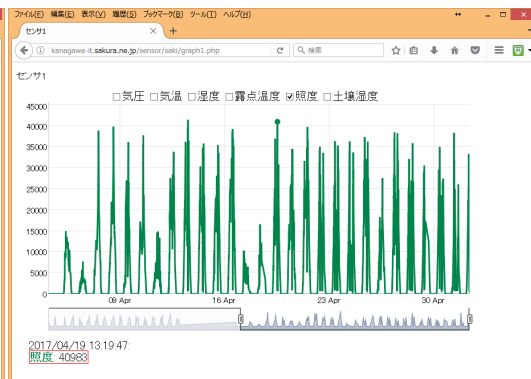 ファイル(F) 編集(E) 表示(V) 履歴(S) ブックマーク(B) ツール(T) ヘルプ(H)
センサ1
kanagawa-it.sakura.ne.jp/sensor/saki/graph1.php
検索
センサ1
気圧 気温 湿度 露点温度 照度 土壌湿度
45000
40000
35000
30000
25000
20000
15000
10000
5000
0
09 Apr 16 Apr 23 Apr 30 Apr
2017/04/19 13:19:47:
照度: 40983